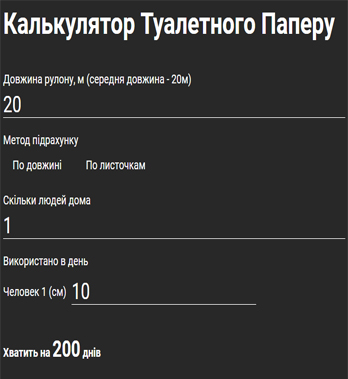 Калькулятор Туалетного Паперу
Довжина рулону, м (середня довжина - 20м)
20
Метод підрахунку
По довжині По листочкам
Скільки людей дома
1
Використано в день
Человек 1 (см) 10
Хватить на 200 днів